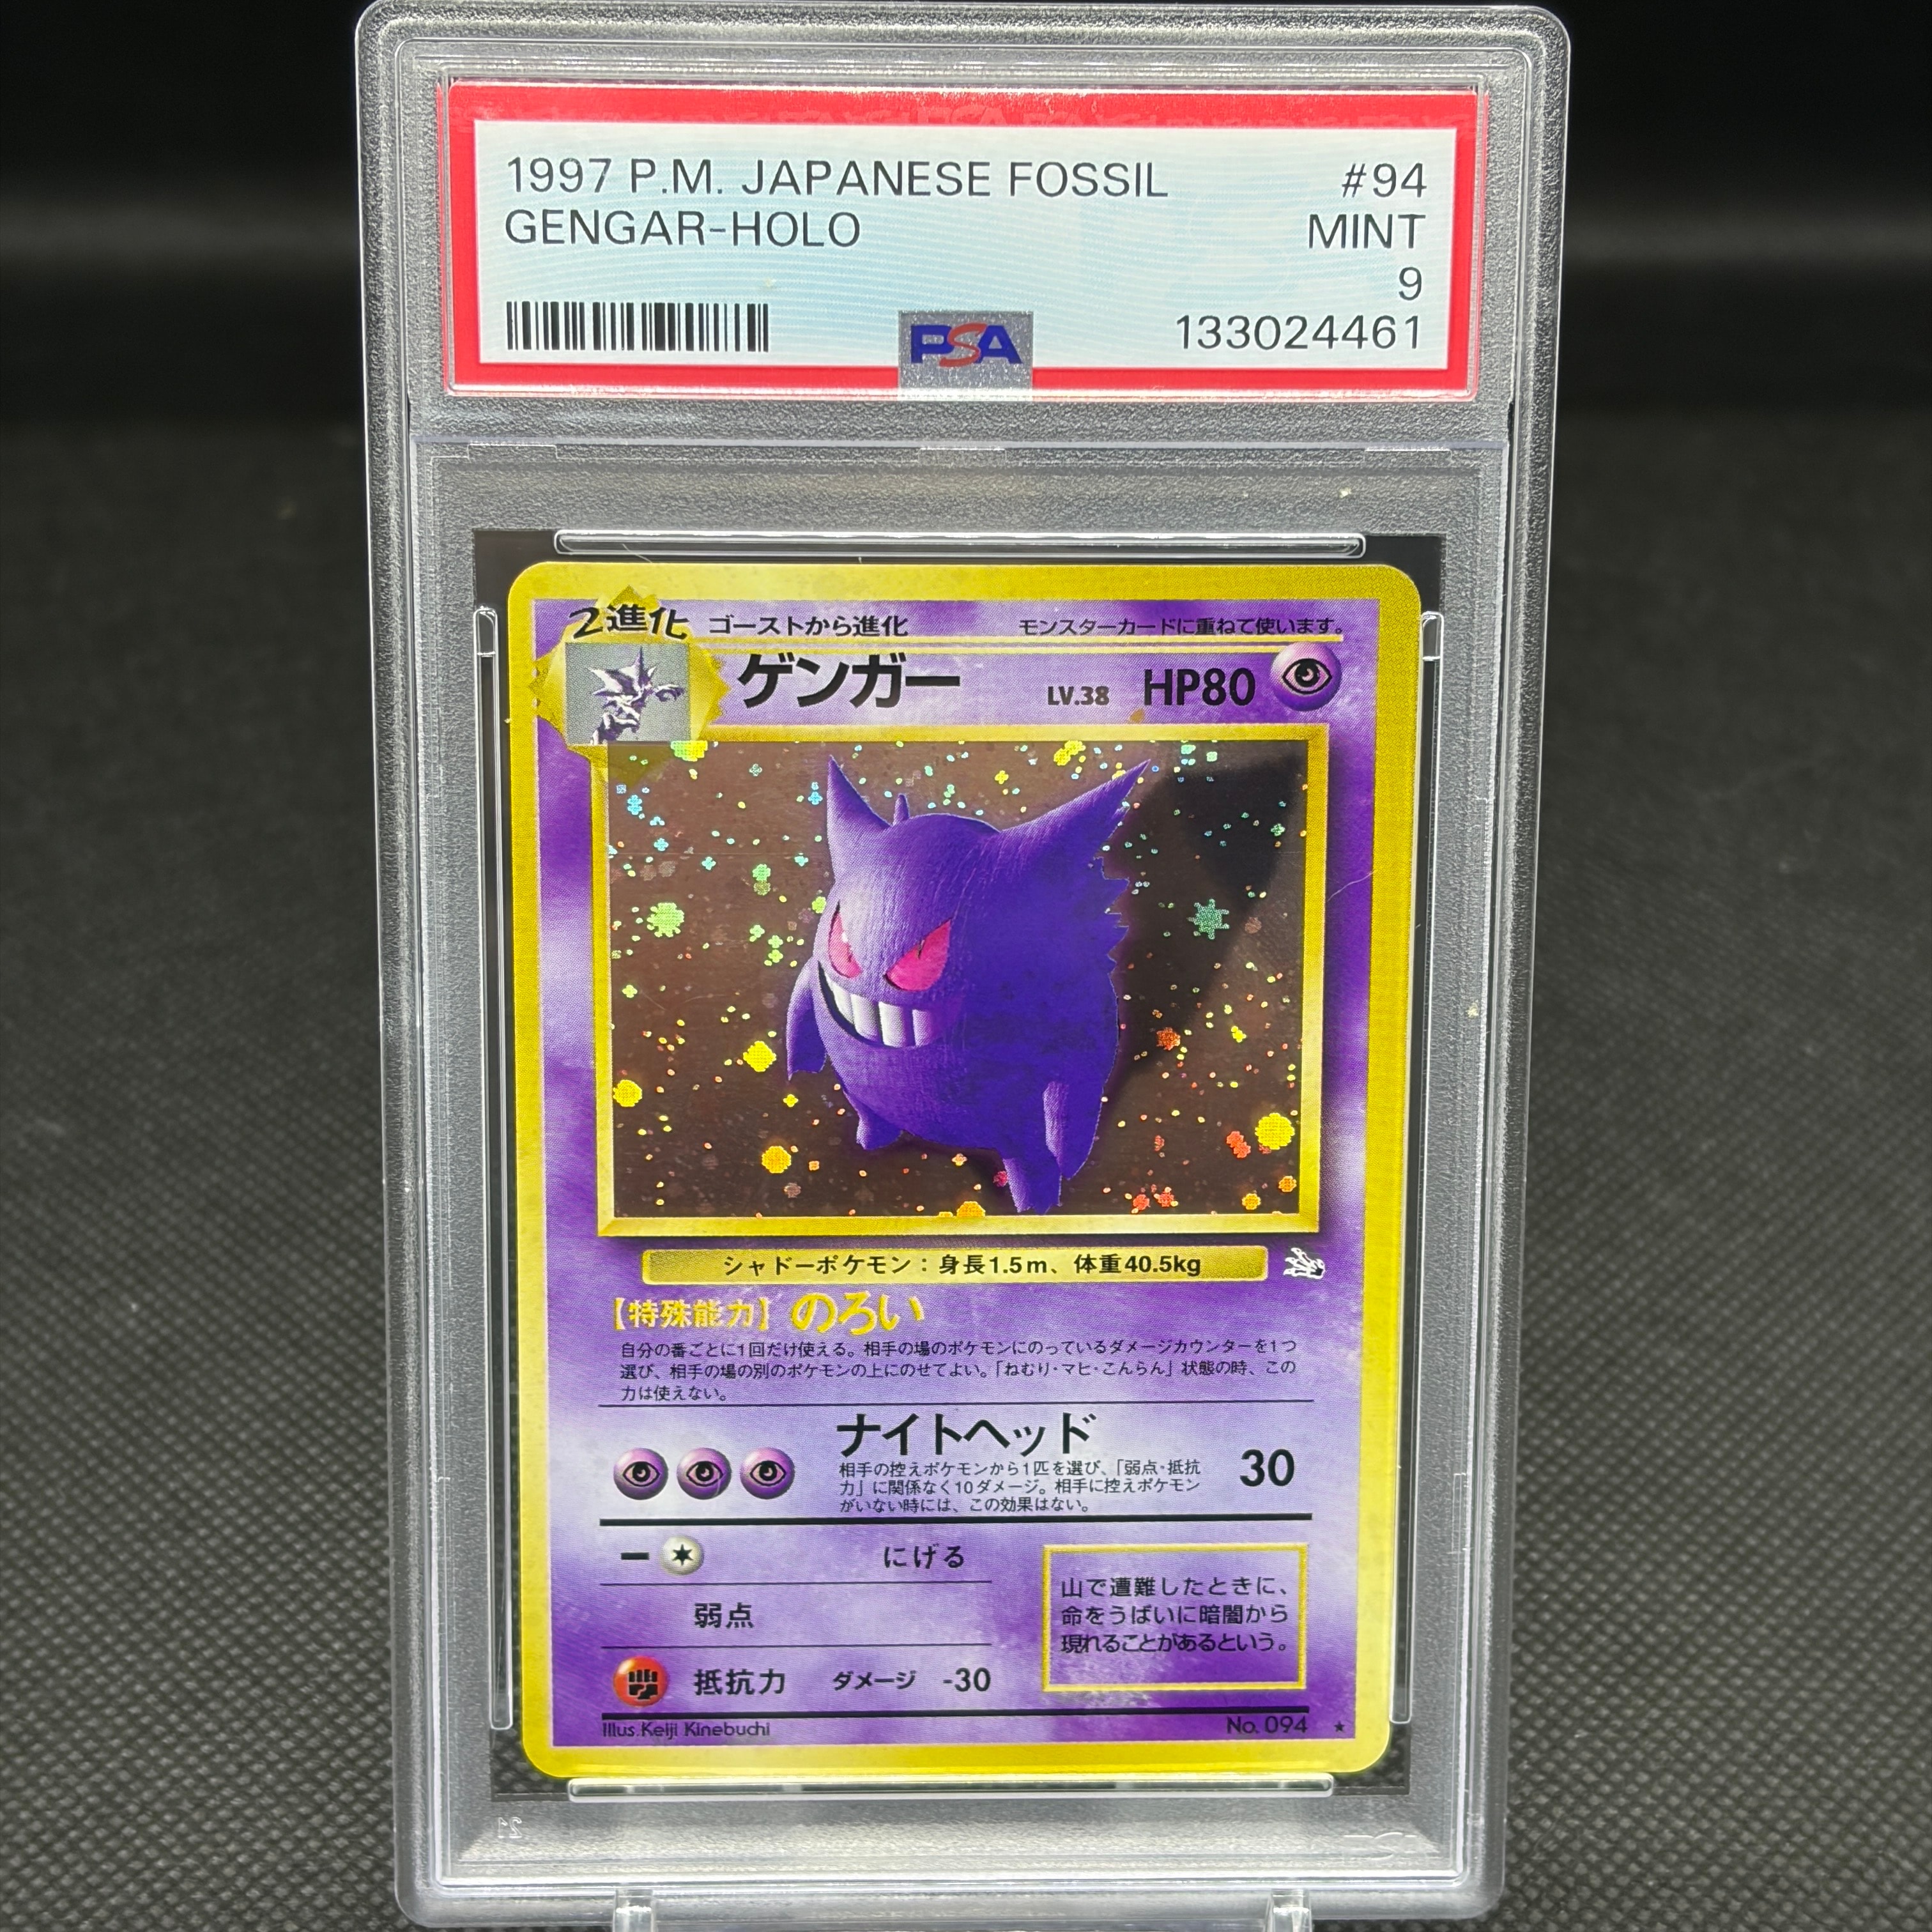 1997 P.M. JAPANESE FOSSIL #94
GENGAR-HOLO MINT
9
PSA 133024461
2進化 ゴーストから進化 モンスターカードに重ねて使います。
ゲンガー LV.38 HP80
シャドーポケモン：身長1.5m、体重40.5kg
【特殊能力】のろい
自分の番ごとに1回だけ使える。相手の場のポケモンにのっているダメージカウンターを1つ
選び、相手の場の別のポケモンの上にのせてよい。「ねむり・マヒ・こんらん」状態の時、この
力は使えない。
ナイトヘッド
相手の控えポケモンから1匹を選び、「弱点・抵抗
力」に関係なく10ダメージ。相手に控えポケモン
がいない時には、この効果はない。
30
にげる
弱点
抵抗力 ダメージ -30
山で遭難したときに、
命をうばいに暗闇から
現れることがあるという。
Illus.Keiji Kinebuchi No.094 ★